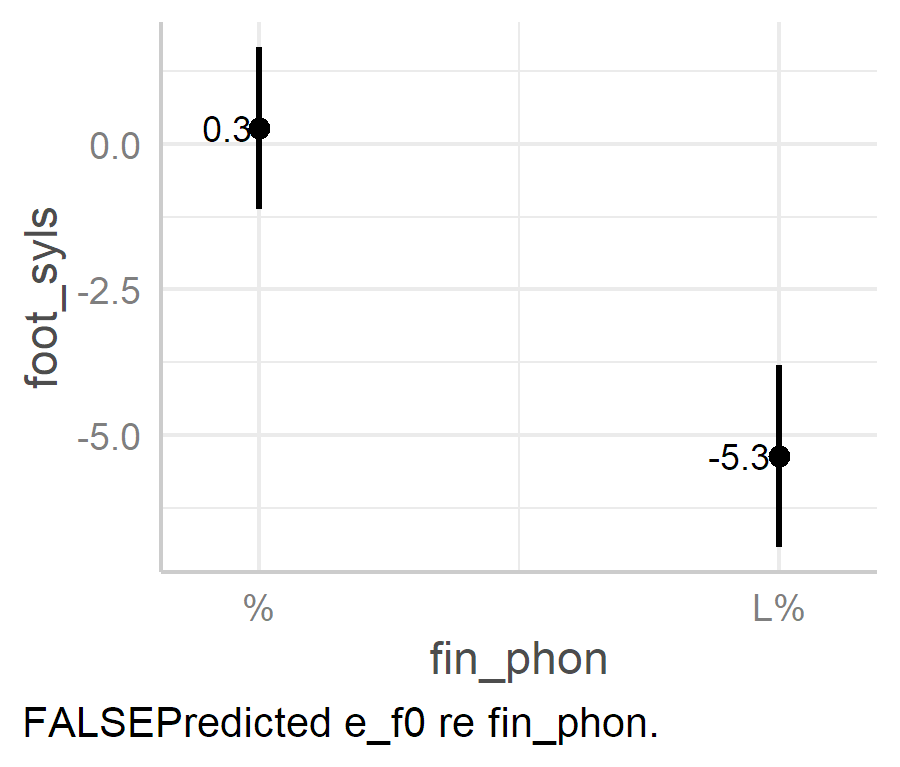 0.3
0.0
foot_syls
-2.5
-5.0
-5.3
% L%
fin_phon
FALSEPredicted e_f0 re fin_phon.